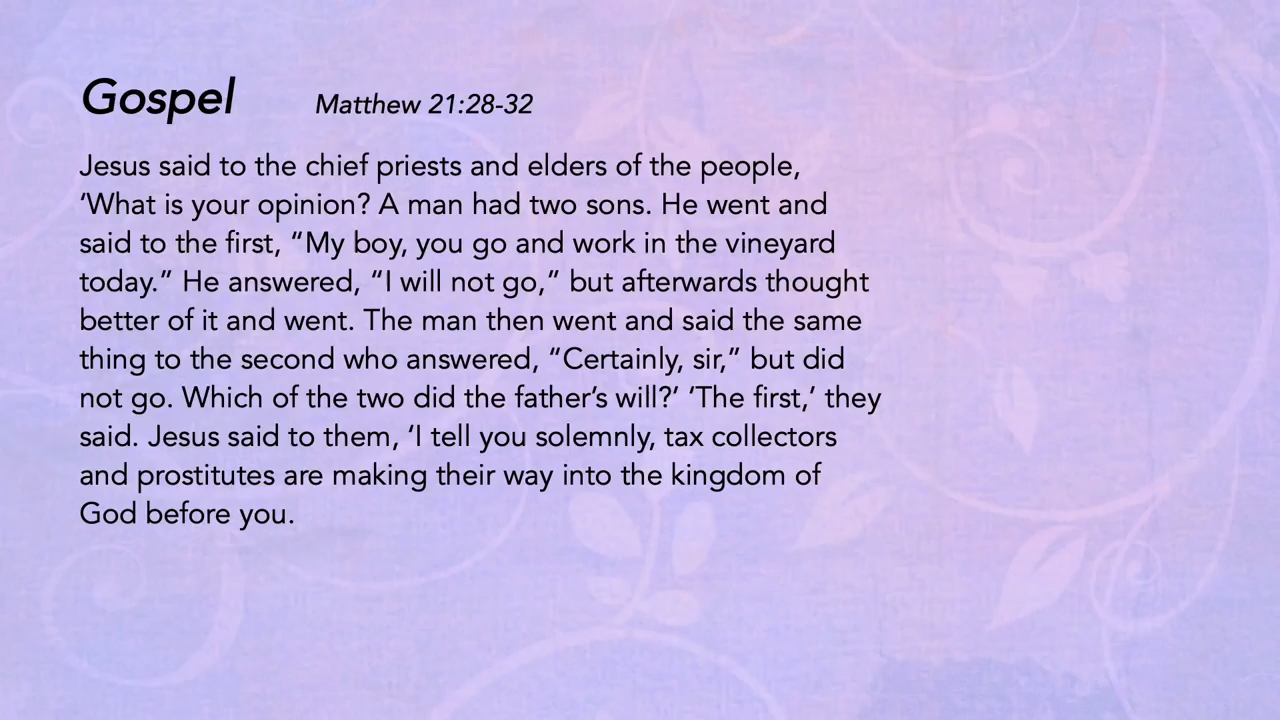 Gospel Matthew 21:28-32
Jesus said to the chief priests and elders of the people,
‘What is your opinion? A man had two sons. He went and
said to the first, “My boy, you go and work in the vineyard
today.” He answered, “I will not go,” but afterwards thought
better of it and went. The man then went and said the same
thing to the second who answered, “Certainly, sir,” but did
not go. Which of the two did the father’s will?’ ‘The first,’ they
said. Jesus said to them, ‘I tell you solemnly, tax collectors
and prostitutes are making their way into the kingdom of
God before you.